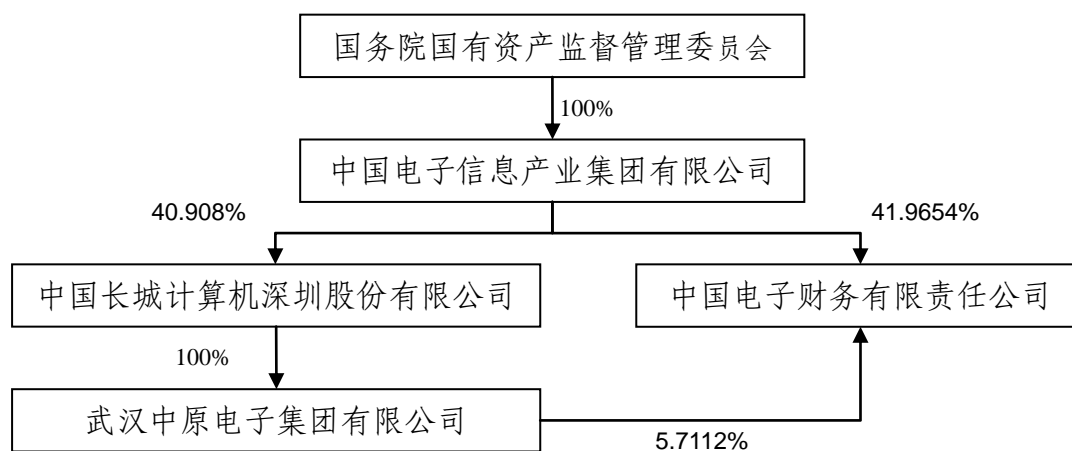 国务院国有资产监督管理委员会
100%
中国电子信息产业集团有限公司
40.908%
41.9654%
中国长城计算机深圳股份有限公司
中国电子财务有限责任公司
100%
武汉中原电子集团有限公司
5.7112%